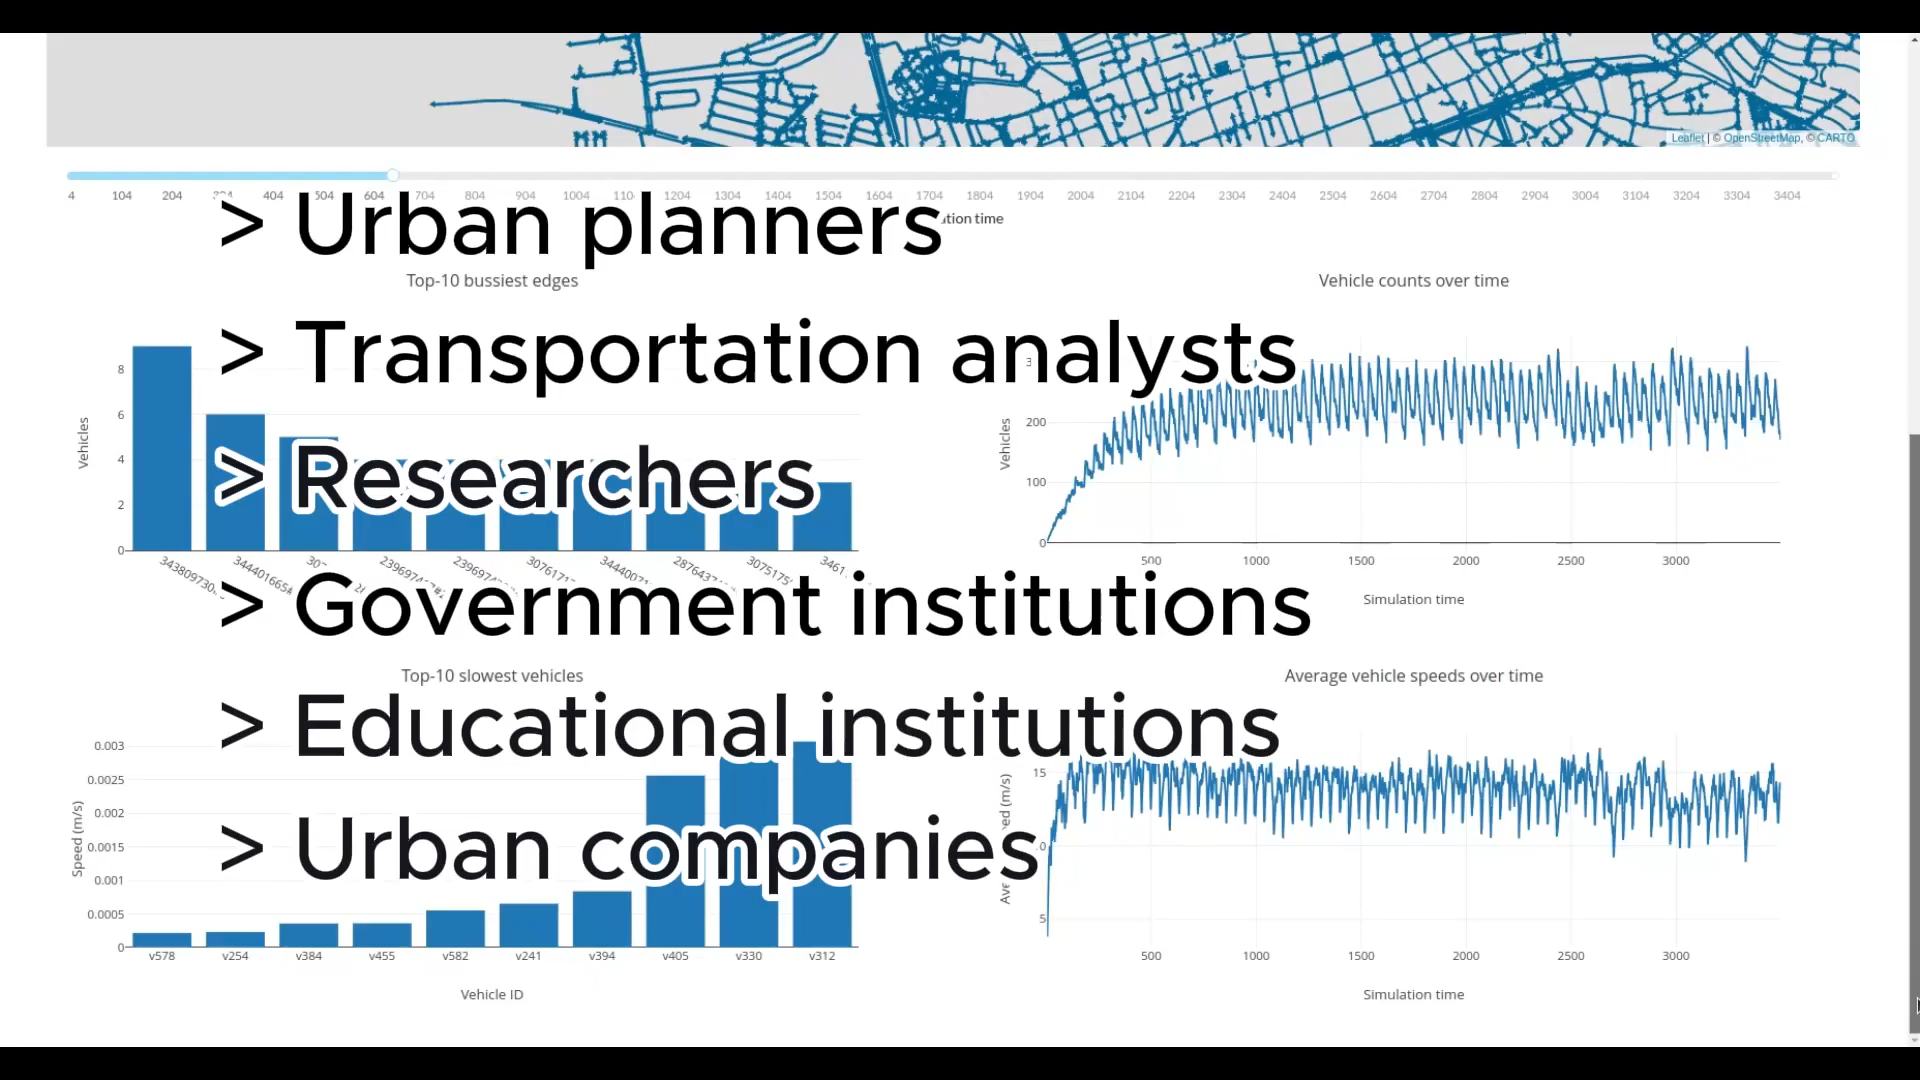 Leaflet | © OpenStreetMap, © CARTO
4 104 204 404 504 604 704 804 904 1004 1204 1304 1404 1504 1604 1704 1804 1904 2004 2104 2204 2304 2404 2504 2604 2704 2804 2904 3004 3104 3204 3304 3404
time
> Urban planners
Top-10 bussiest edges
Vehicle counts over time
> Transportation analysts
8
6
4
2
0
Vehicles
200
100
0
Vehicles
> Researchers
500 1000 1500 2000 2500 3000
Simulation time
> Government institutions
Top-10 slowest vehicles
Average vehicle speeds over time
> Educational institutions
0.003
0.0025
0.002
0.0015
0.001
0.0005
0
Speed (m/s)
15
5
(m/s)
> Urban companies
v578 v254 v384 v455 v582 v241 v394 v405 v330 v312
500 1000 1500 2000 2500 3000
Vehicle ID
Simulation time